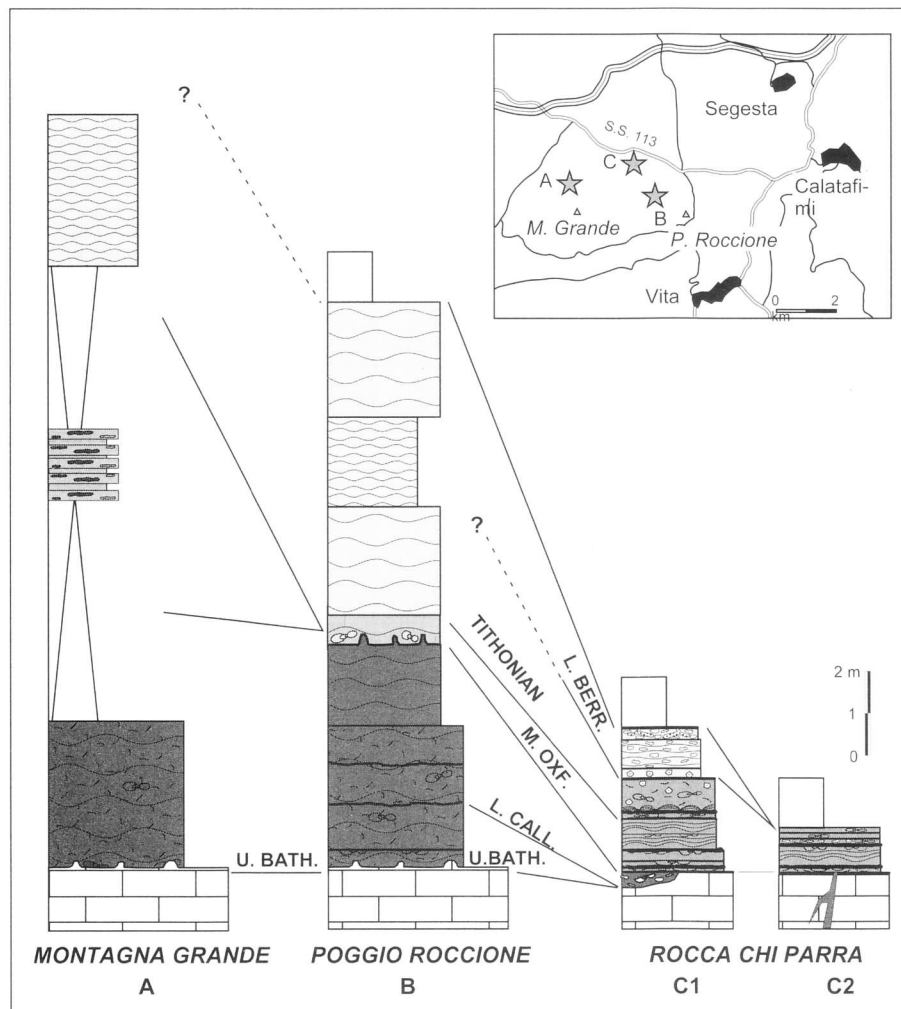 ?
S.S. 113
Segesta
Calatafi-
mi
A
C
B
M. Grande
P. Roccione
Vita
0 2
km
?
TITHONIAN
L. BERR.
M. OXF.
L. CALL.
U. BATH.
U.BATH.
2 m
1
0
MONTAGNA GRANDE
POGGIO ROCCIONE
ROCCA CHI PARRA
A
B
C1
C2